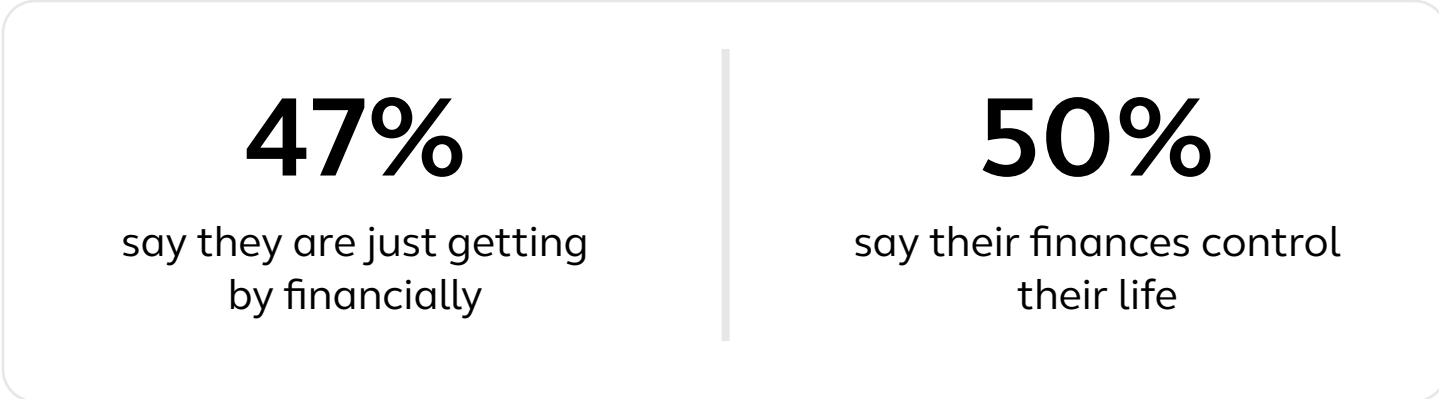 47%
say they are just getting
by financially
50%
say their finances control
their life